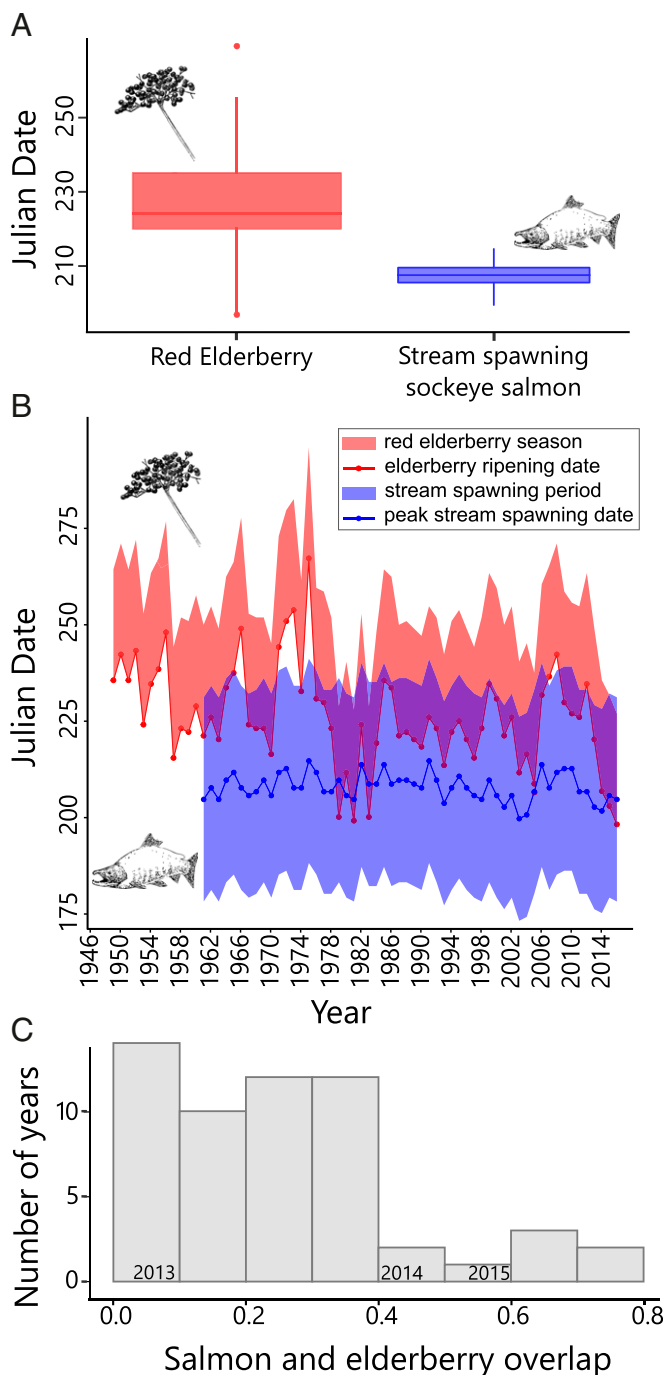 A
Julian Date
250
230
210
Red Elderberry
Stream spawning
sockeye salmon
B
Julian Date
275
250
225
200
175
red elderberry season
elderberry ripening date
stream spawning period
peak stream spawning date
1946
1950
1954
1958
1962
1966
1970
1974
1978
1982
1986
1990
1994
1998
2002
2006
2010
2014
Year
C
Number of years
10
5
0
2013
2014
2015
0.0
0.2
0.4
0.6
0.8
Salmon and elderberry overlap